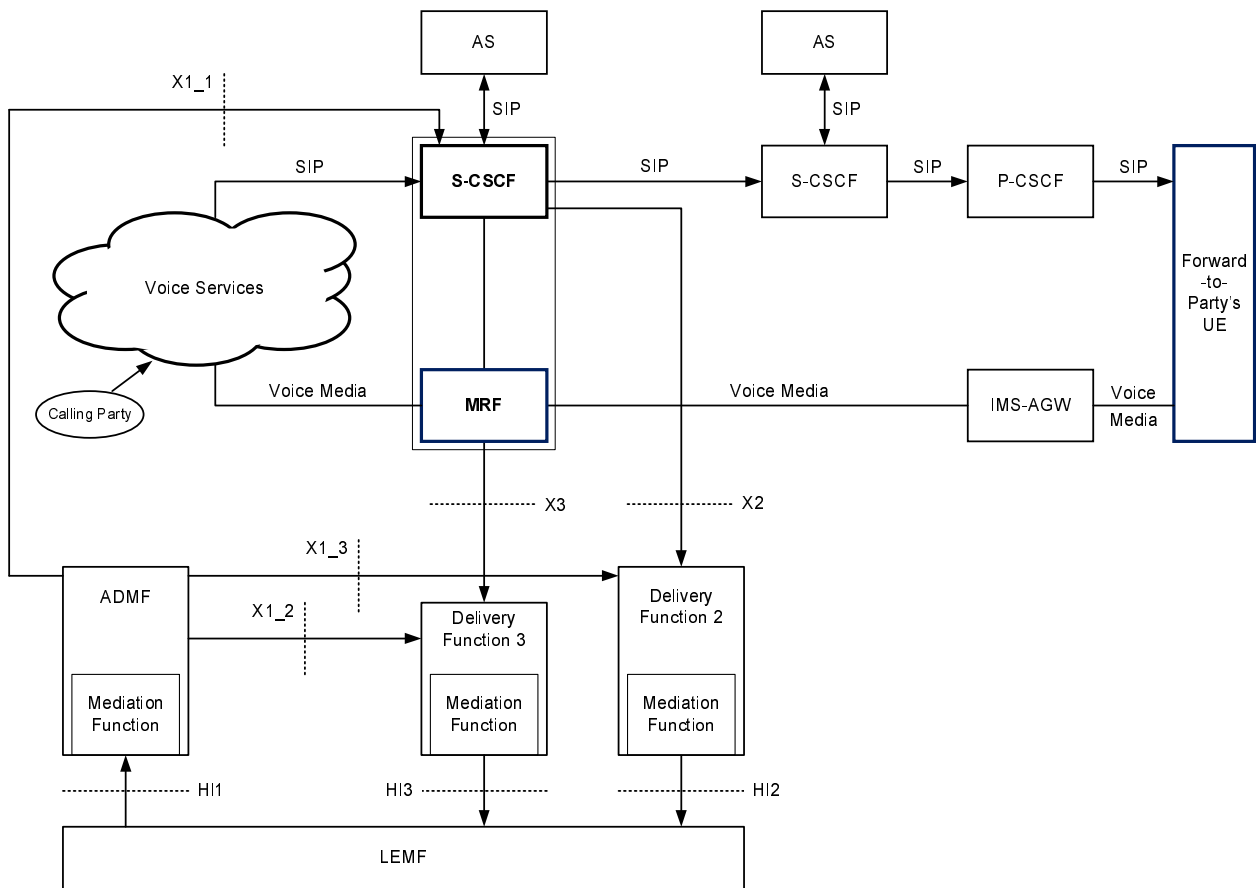 AS
AS
X1_1
SIP
SIP
SIP
S-CSCF
SIP
S-CSCF
SIP
P-CSCF
SIP
Voice Services
Forward
-to-
Party's
UE
Calling Party
Voice Media
MRF
Voice Media
IMS-AGW
Voice
Media
X3
X2
X1_3
ADMF
X1_2
Delivery
Function 3
Delivery
Function 2
Mediation
Function
Mediation
Function
Mediation
Function
HI1
HI3
HI2
LEMF